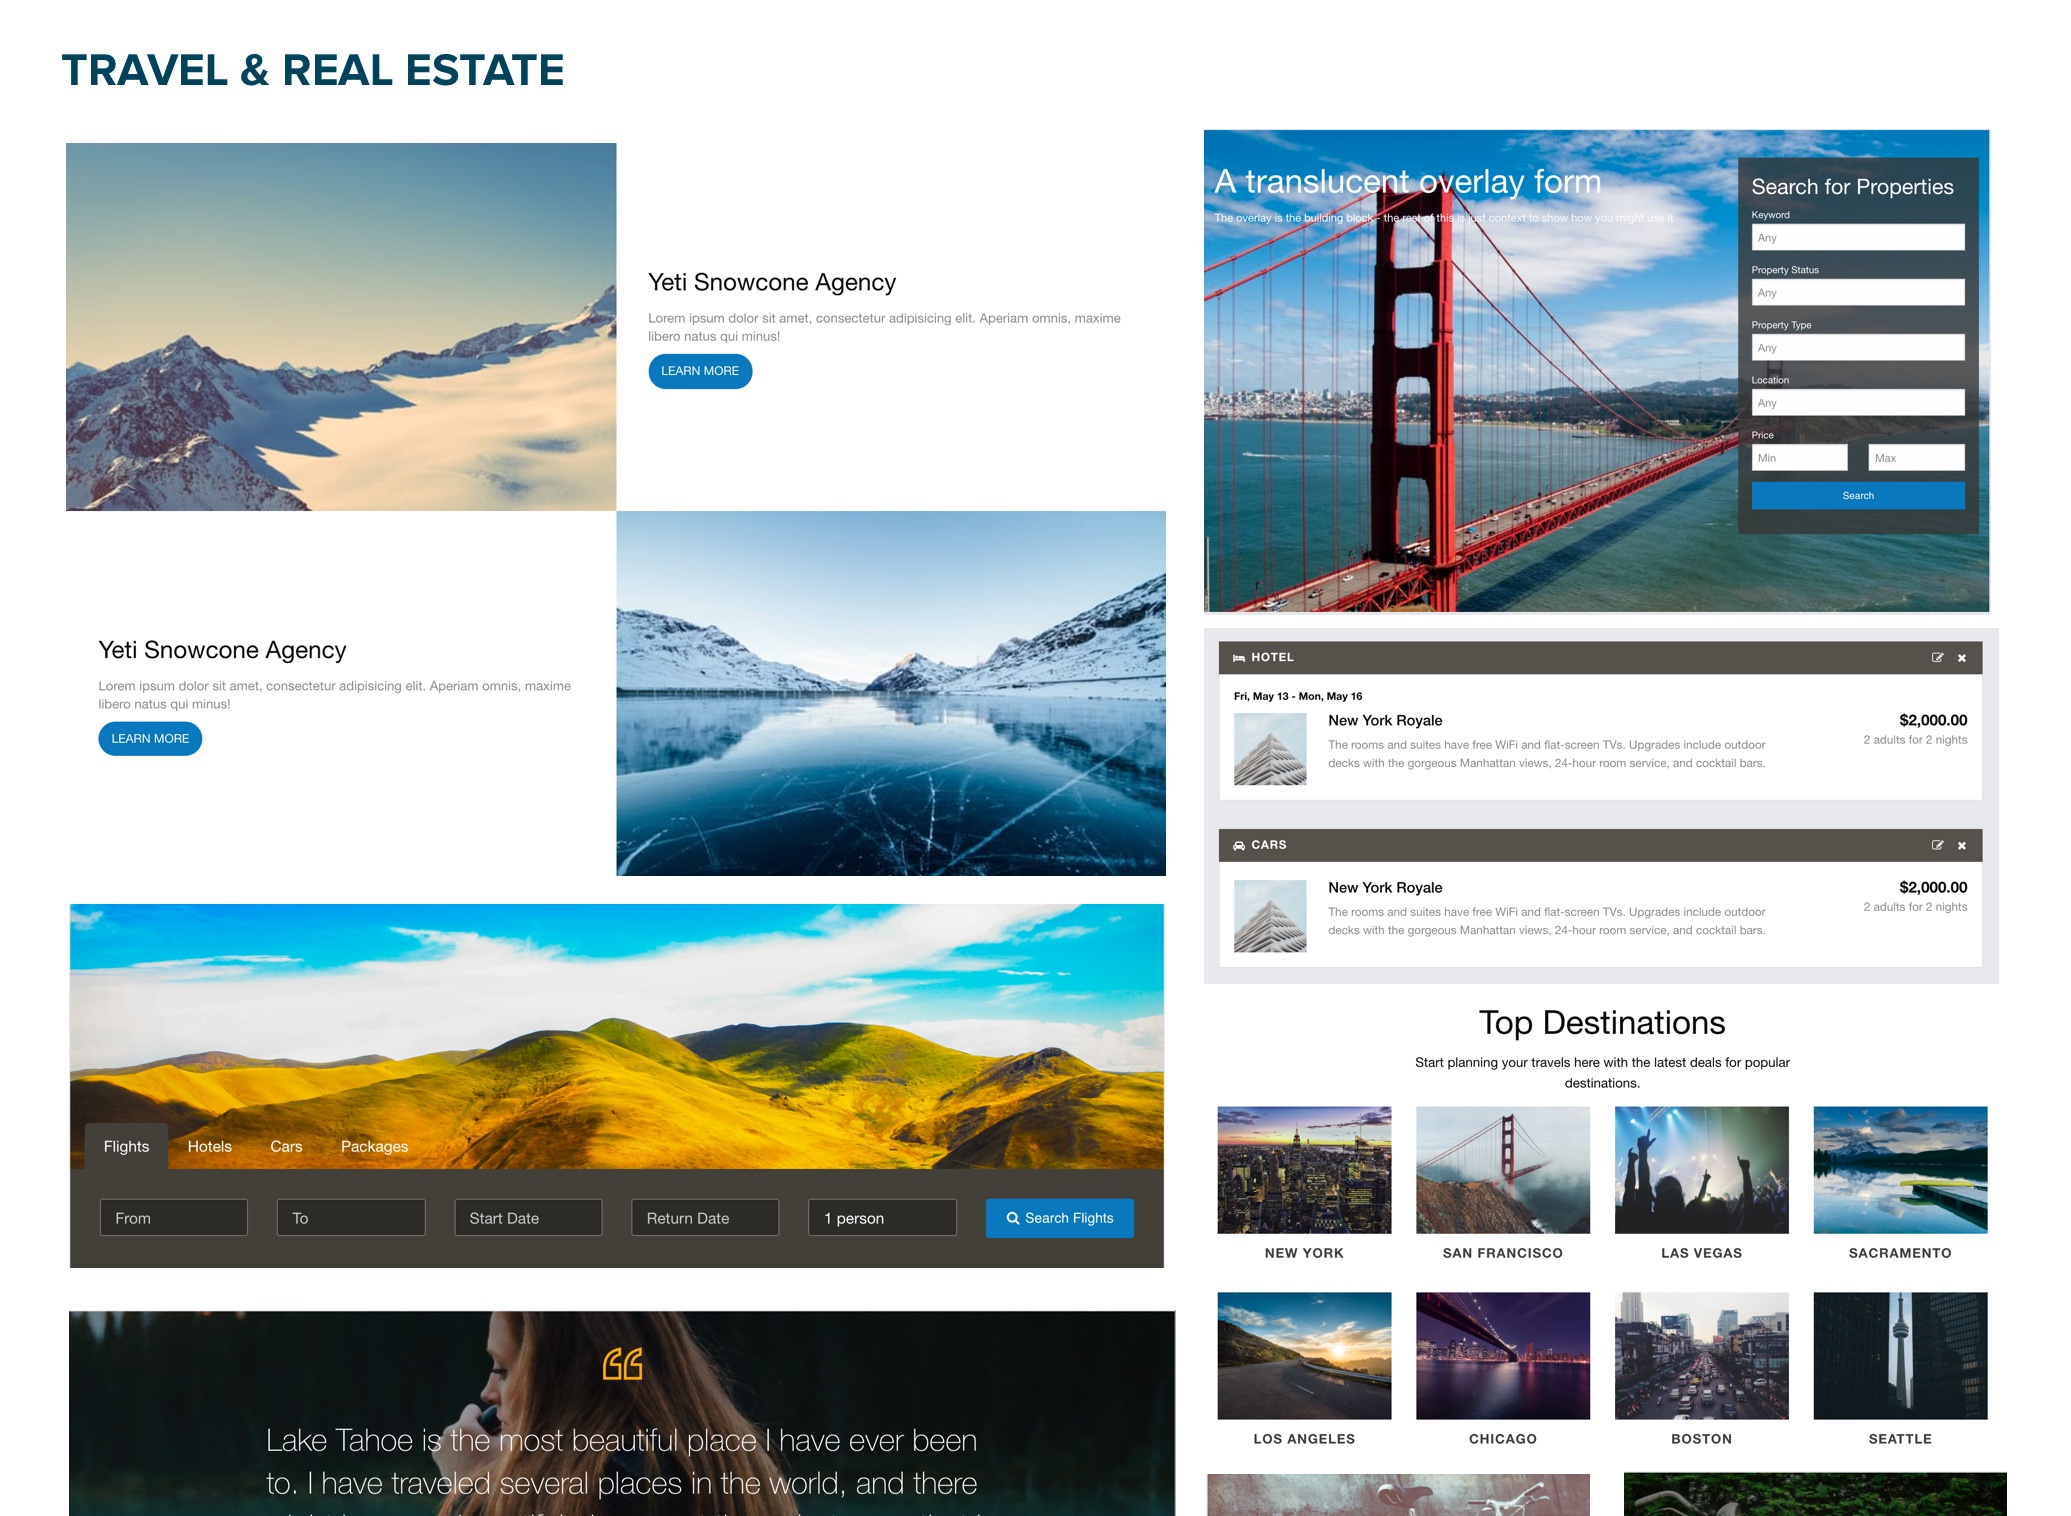 TRAVEL & REAL ESTATE
Yeti Snowcone Agency
Lorem ipsum dolor sit amet, consectetur adipisicing elit. Aperiam omnis, maxime
libero natus qui minus!
LEARN MORE
Yeti Snowcone Agency
Lorem ipsum dolor sit amet, consectetur adipisicing elit. Aperiam omnis, maxime
libero natus qui minus!
LEARN MORE
Flights Hotels Cars Packages
From To Start Date Return Date 1 person Search Flights
Lake Tahoe is the most beautiful place I have ever been
to. I have traveled several places in the world, and there
A translucent overlay form
The overlay is the building block - the rest of this is just context to show how you might use it
Search for Properties
Keyword
Any
Property Status
Any
Property Type
Any
Location
Any
Price
Min Max
Search
HOTEL
Fri, May 13 - Mon, May 16
New York Royale $2,000.00
The rooms and suites have free WiFi and flat-screen TVs. Upgrades include outdoor 2 adults for 2 nights
decks with the gorgeous Manhattan views, 24-hour room service, and cocktail bars.
CARS
New York Royale $2,000.00
The rooms and suites have free WiFi and flat-screen TVs. Upgrades include outdoor 2 adults for 2 nights
decks with the gorgeous Manhattan views, 24-hour room service, and cocktail bars.
Top Destinations
Start planning your travels here with the latest deals for popular
destinations.
NEW YORK SAN FRANCISCO LAS VEGAS SACRAMENTO
LOS ANGELES CHICAGO BOSTON SEATTLE